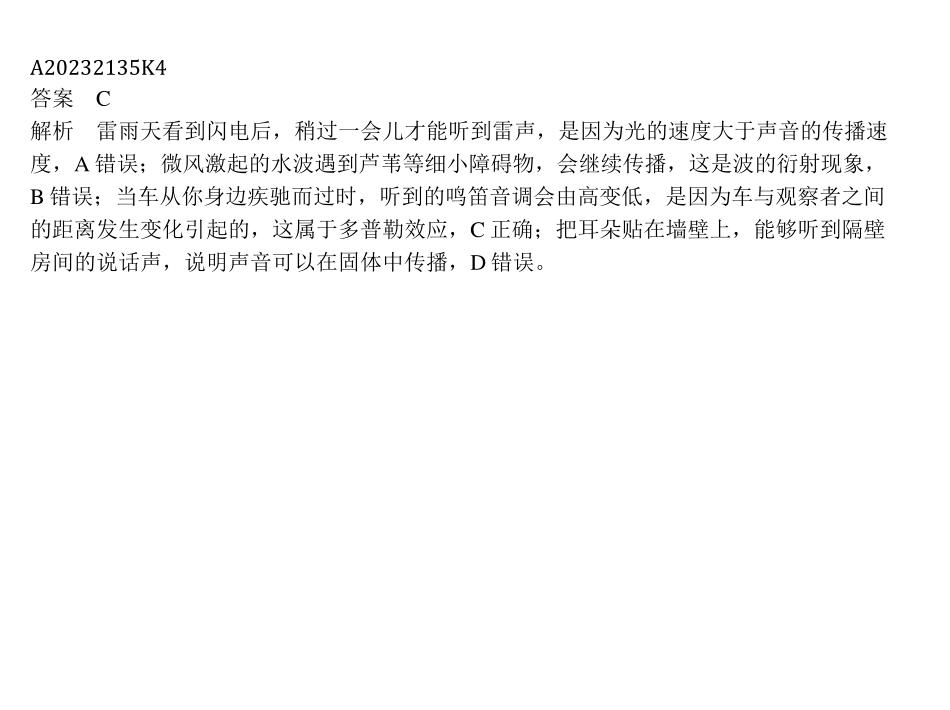 A20232135K4
答案　C
解析　雷雨天看到闪电后，稍过一会儿才能听到雷声，是因为光的速度大于声音的传播速
度，A 错误；微风激起的水波遇到芦苇等细小障碍物，会继续传播，这是波的衍射现象，
B 错误；当车从你身边疾驰而过时，听到的鸣笛音调会由高变低，是因为车与观察者之间
的距离发生变化引起的，这属于多普勒效应，C 正确；把耳朵贴在墙壁上，能够听到隔壁
房间的说话声，说明声音可以在固体中传播，D 错误。